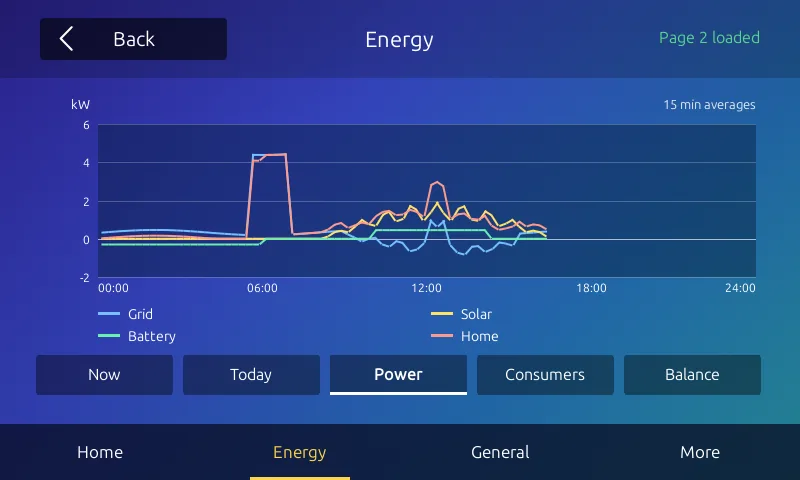 Back
Energy
Page 2 loaded
kW
15 min averages
6
4
2
0
-2
00:00 06:00 12:00 18:00 24:00
Grid Solar
Battery Home
Now Today Power Consumers Balance
Home Energy General More